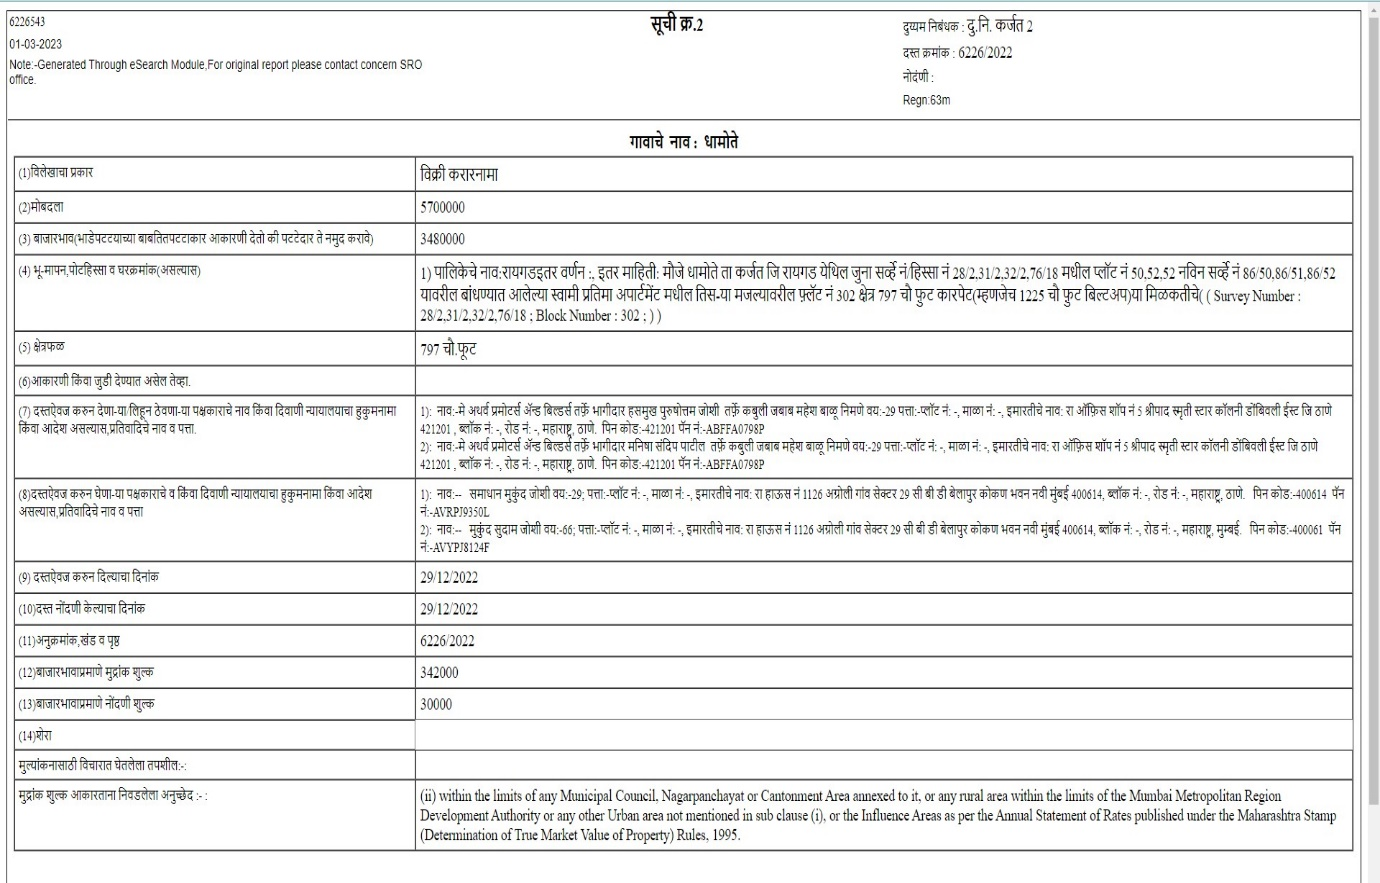 6226543
01-03-2023
Note:-Generated Through eSearch Module,For original report please contact concern SRO
office.
सूची क्र.2
दुय्यम निबंधक : दु.नि. कर्जत 2
दस्त क्रमांक : 6226/2022
नोदंणी :
Regn:63m
गावाचे नाव : धामोते
(1)विलेखाचा प्रकार
विक्री करारनामा
(2)मोबदला
5700000
(3) बाजारभाव(भाडेपटटयाच्या बाबतितपटटाकार आकारणी देतो की पटटेदार ते नमुद करावे)
3480000
(4) भू-मापन,पोटहिस्सा व घरक्रमांक(असल्यास)
1) पालिकेचे नाव:रायगडइतर वर्णन :, इतर माहिती: मौजे धामोते ता कर्जत जि रायगड येथिल जुना सर्व्हे नं/हिस्सा नं 28/2,31/2,32/2,76/18 मधील प्लॉट नं 50,52,52 नविन सर्व्हे नं 86/50,86/51,86/52
यावरील बांधण्यात आलेल्या स्वामी प्रतिमा अपार्टमेंट मधील तिस-या मजल्यावरील फ़्लॅट नं 302 क्षेत्र 797 चौ फ़ुट कारपेट(म्हणजेच 1225 चौ फ़ुट बिल्टअप)या मिळकतीचे( ( Survey Number :
28/2,31/2,32/2,76/18 ; Block Number : 302 ; ) )
(5) क्षेत्रफळ
797 चौ.फूट
(6)आकारणी किंवा जुडी देण्यात असेल तेव्हा.
(7) दस्तऐवज करुन देणा-या/लिहून ठेवणा-या पक्षकाराचे नाव किंवा दिवाणी न्यायालयाचा हुकुमनामा
किंवा आदेश असल्यास,प्रतिवादिचे नाव व पत्ता.
1): नाव:-मे अथर्व प्रमोटर्स ॲन्ड बिल्डर्स तर्फ़े भागीदार हसमुख पुरुषोत्तम जोशी तर्फ़े कबुली जबाब महेश बाळू निमणे वय:-29 पत्ता:-प्लॉट नं: -, माळा नं: -, इमारतीचे नाव: रा ऑफ़िस शॉप नं 5 श्रीपाद स्मृती स्टार कॉलनी डोंबिवली ईस्ट जि ठाणे
421201 , ब्लॉक नं: -, रोड नं: -, महाराष्ट्र, ठाणे. पिन कोड:-421201 पॅन नं:-ABFFA0798P
2): नाव:-मे अथर्व प्रमोटर्स ॲन्ड बिल्डर्स तर्फ़े भागीदार मनिषा संदिप पाटील तर्फ़े कबुली जबाब महेश बाळू निमणे वय:-29 पत्ता:-प्लॉट नं: -, माळा नं: -, इमारतीचे नाव: रा ऑफ़िस शॉप नं 5 श्रीपाद स्मृती स्टार कॉलनी डोंबिवली ईस्ट जि ठाणे
421201 , ब्लॉक नं: -, रोड नं: -, महाराष्ट्र, ठाणे. पिन कोड:-421201 पॅन नं:-ABFFA0798P
(8)दस्तऐवज करुन घेणा-या पक्षकाराचे व किंवा दिवाणी न्यायालयाचा हुकुमनामा किंवा आदेश
असल्यास,प्रतिवादिचे नाव व पत्ता
1): नाव:-- समाधान मुकुंद जोशी वय:-29; पत्ता:-प्लॉट नं: -, माळा नं: -, इमारतीचे नाव: रा हाऊस नं 1126 अग्रोली गांव सेक्टर 29 सी बी डी बेलापुर कोकण भवन नवी मुंबई 400614, ब्लॉक नं: -, रोड नं: -, महाराष्ट्र, ठाणे. पिन कोड:-400614 पॅन
नं:-AVRPJ9350L
2): नाव:-- मुकुंद सुदाम जोशी वय:-66; पत्ता:-प्लॉट नं: -, माळा नं: -, इमारतीचे नाव: रा हाऊस नं 1126 अग्रोली गांव सेक्टर 29 सी बी डी बेलापुर कोकण भवन नवी मुंबई 400614, ब्लॉक नं: -, रोड नं: -, महाराष्ट्र, मुम्बई. पिन कोड:-400061 पॅन
नं:-AVYPJ8124F
(9) दस्तऐवज करुन दिल्याचा दिनांक
29/12/2022
(10)दस्त नोंदणी केल्याचा दिनांक
29/12/2022
(11)अनुक्रमांक,खंड व पृष्ठ
6226/2022
(12)बाजारभावाप्रमाणे मुद्रांक शुल्क
342000
(13)बाजारभावाप्रमाणे नोंदणी शुल्क
30000
(14)शेरा
मुल्यांकनासाठी विचारात घेतलेला तपशील:-:
मुद्रांक शुल्क आकारताना निवडलेला अनुच्छेद :- :
(ii) within the limits of any Municipal Council, Nagarpanchayat or Cantonment Area annexed to it, or any rural area within the limits of the Mumbai Metropolitan Region
Development Authority or any other Urban area not mentioned in sub clause (i), or the Influence Areas as per the Annual Statement of Rates published under the Maharashtra Stamp
(Determination of True Market Value of Property) Rules, 1995.